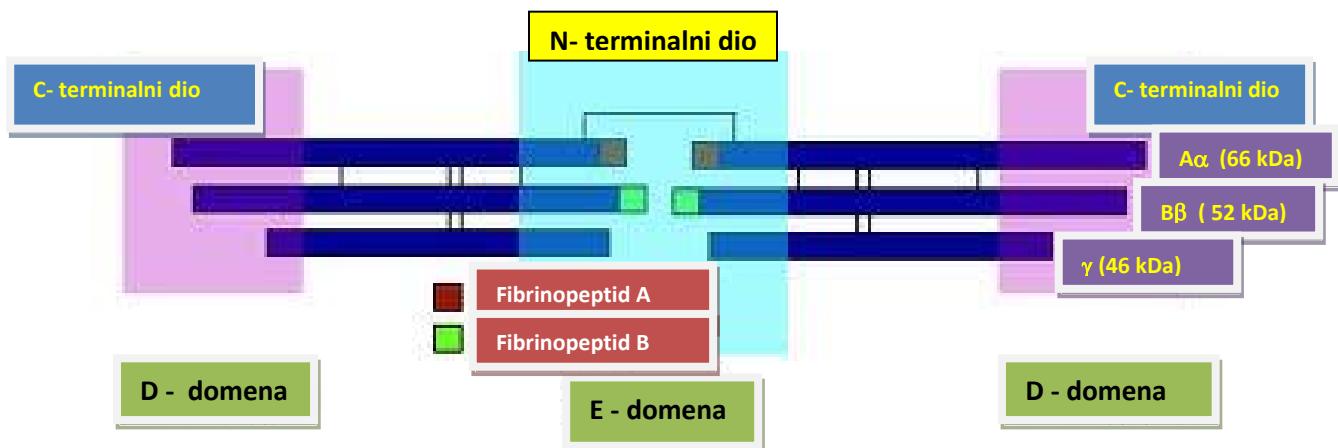 N- terminalni dio
C- terminalni dio
C- terminalni dio
Aα (66 kDa)
Bβ ( 52 kDa)
γ (46 kDa)
Fibrinopeptid A
Fibrinopeptid B
D - domena
E - domena
D - domena